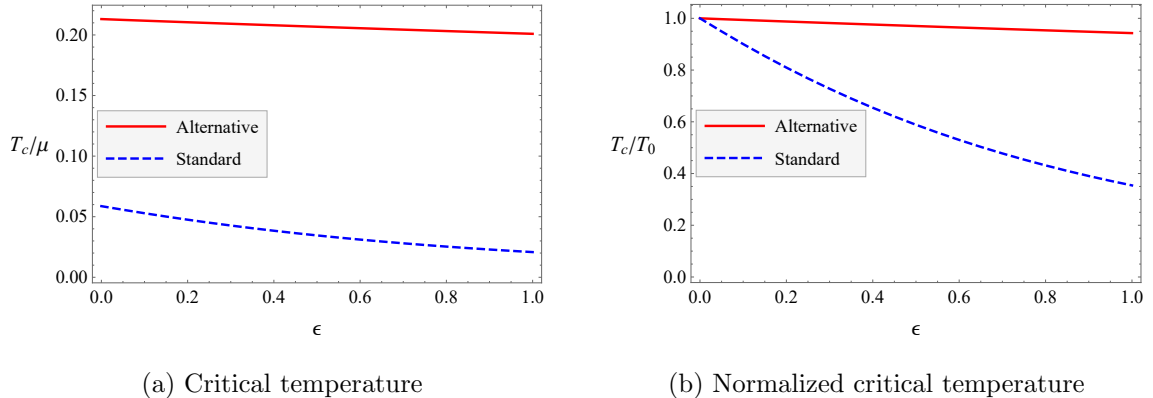 0.20
0.15
0.10
0.05
0.00
T_c/μ
Alternative
Standard
0.0 0.2 0.4 0.6 0.8 1.0
ϵ
(a) Critical temperature
1.0
0.8
0.6
0.4
0.2
0.0
T_c/T_0
Alternative
Standard
0.0 0.2 0.4 0.6 0.8 1.0
ϵ
(b) Normalized critical temperature